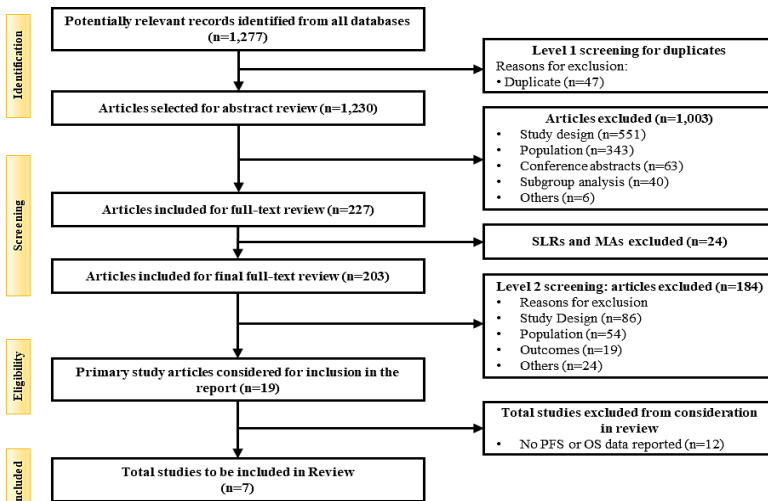 Identification
Potentially relevant records identified from all databases
(n=1,277)
Level 1 screening for duplicates
Reasons for exclusion:
• Duplicate (n=47)
Articles selected for abstract review (n=1,230)
Articles excluded (n=1,003)
• Study design (n=551)
• Population (n=343)
• Conference abstracts (n=63)
• Subgroup analysis (n=40)
• Others (n=6)
Screening
Articles included for full-text review (n=227)
SLRs and MAs excluded (n=24)
Articles included for final full-text review (n=203)
Level 2 screening: articles excluded (n=184)
• Reasons for exclusion
• Study Design (n=86)
• Population (n=54)
• Outcomes (n=19)
• Others (n=24)
Eligibility
Primary study articles considered for inclusion in the
report (n=19)
Total studies excluded from consideration
in review
• No PFS or OS data reported (n=12)
Included
Total studies to be included in Review
(n=7)